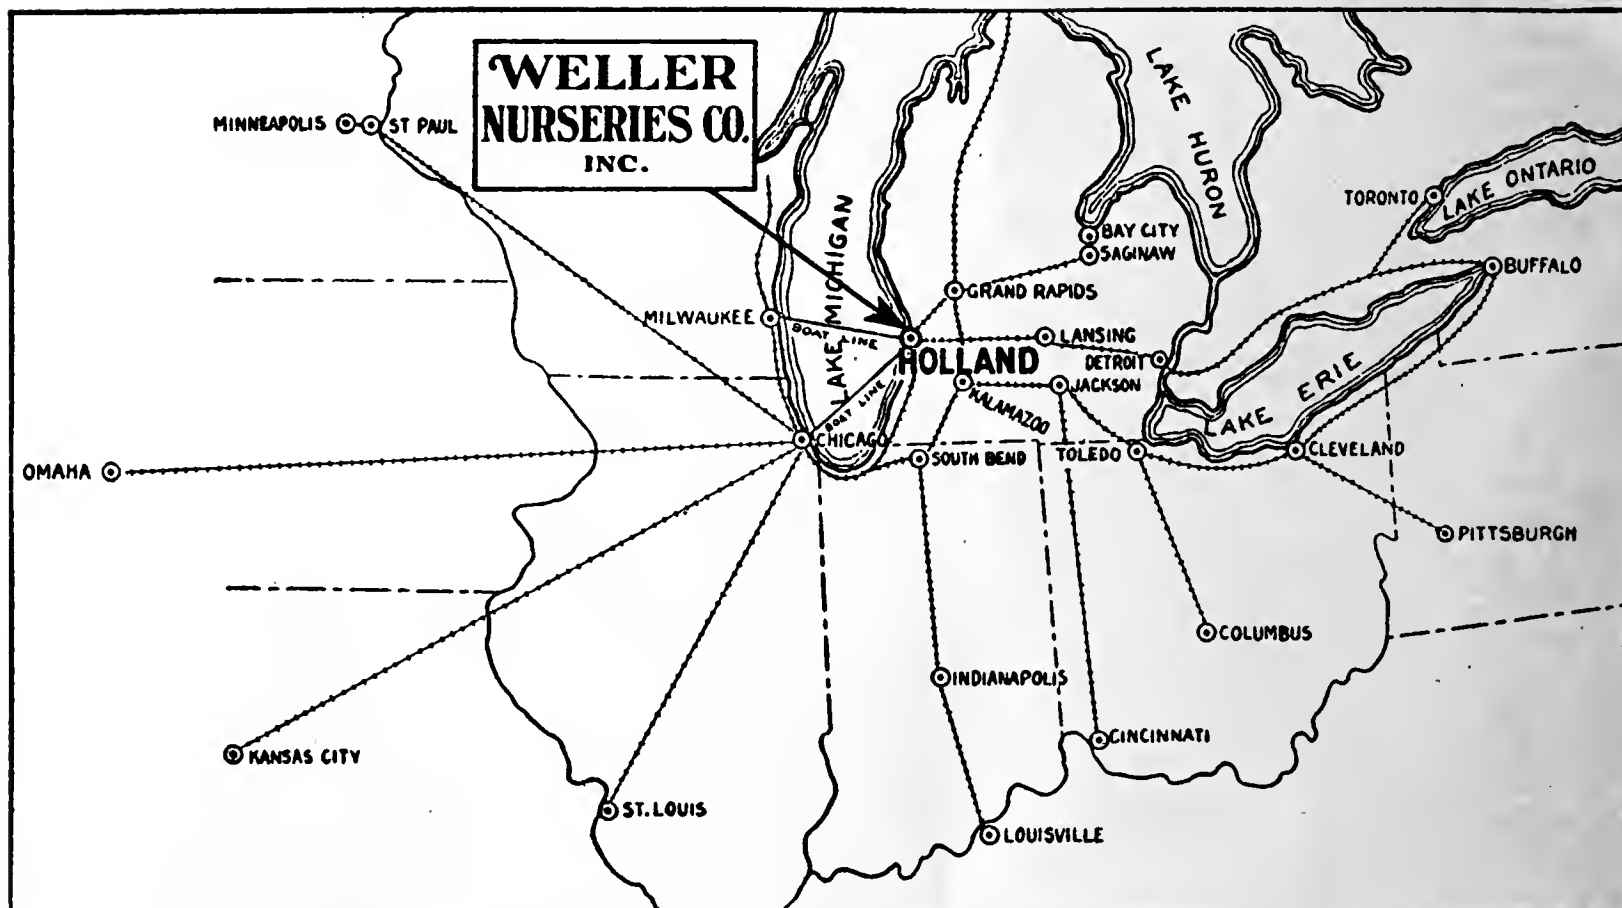 WELLER
NURSERIES CO.
INC.
MINNEAPOLIS
ST PAUL
LAKE HURON
LAKE ONTARIO
TORONTO
BAY CITY
SAGINAW
BUFFALO
LAKE MICHIGAN
GRAND RAPIDS
MILWAUKEE
BOAT LINE
LANSING
HOLLAND
DETROIT
JACKSON
KALAMAZOO
BOAT LINE
LAKE ERIE
CHICAGO
OMAHA
SOUTH BEND
TOLEDO
CLEVELAND
PITTSBURGH
COLUMBUS
INDIANAPOLIS
CINCINNATI
KANSAS CITY
ST. LOUIS
LOUISVILLE